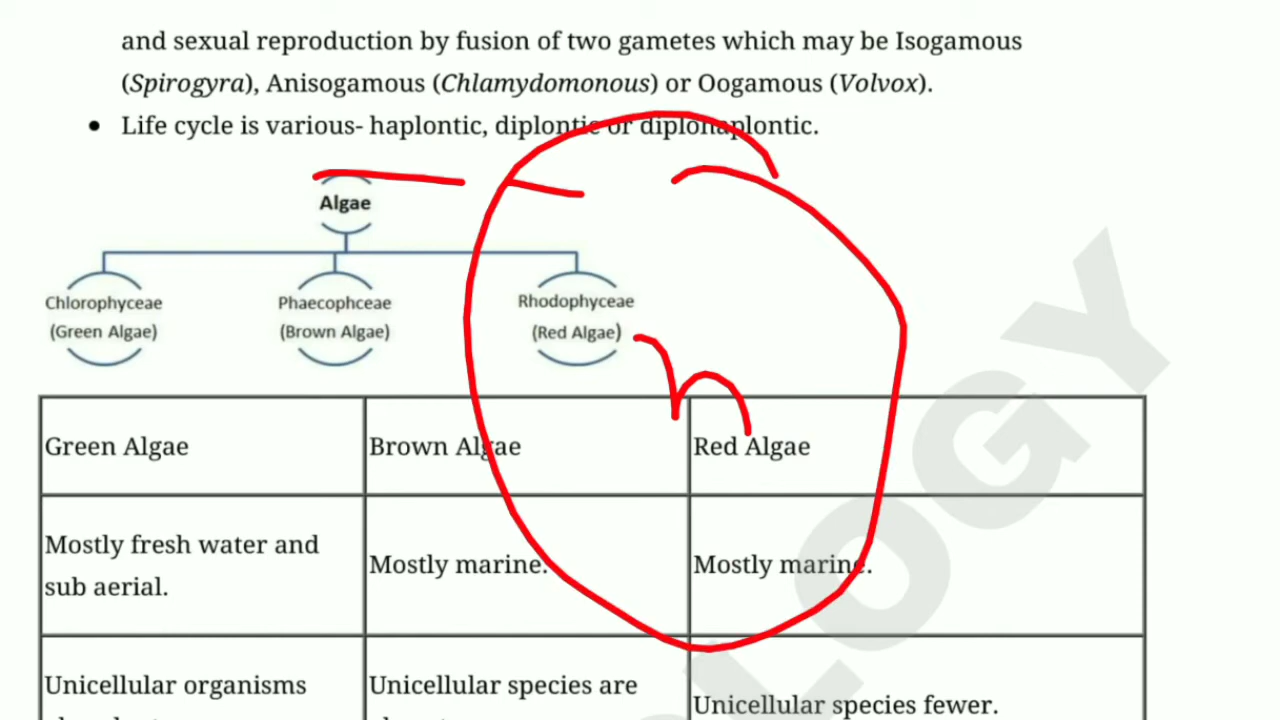 and sexual reproduction by fusion of two gametes which may be Isogamous
(Spirogyra), Anisogamous (Chlamydomonous) or Oogamous (Volvox).
• Life cycle is various- haplontic, diplontic or diplohaplontic.
Algae
Chlorophyceae
(Green Algae)
Phaecophceae
(Brown Algae)
Rhodophyceae
(Red Algae)
Green Algae
Brown Algae
Red Algae
Mostly fresh water and
sub aerial.
Mostly marine.
Mostly marine.
Unicellular organisms
Unicellular species are
Unicellular species fewer.
LOGY